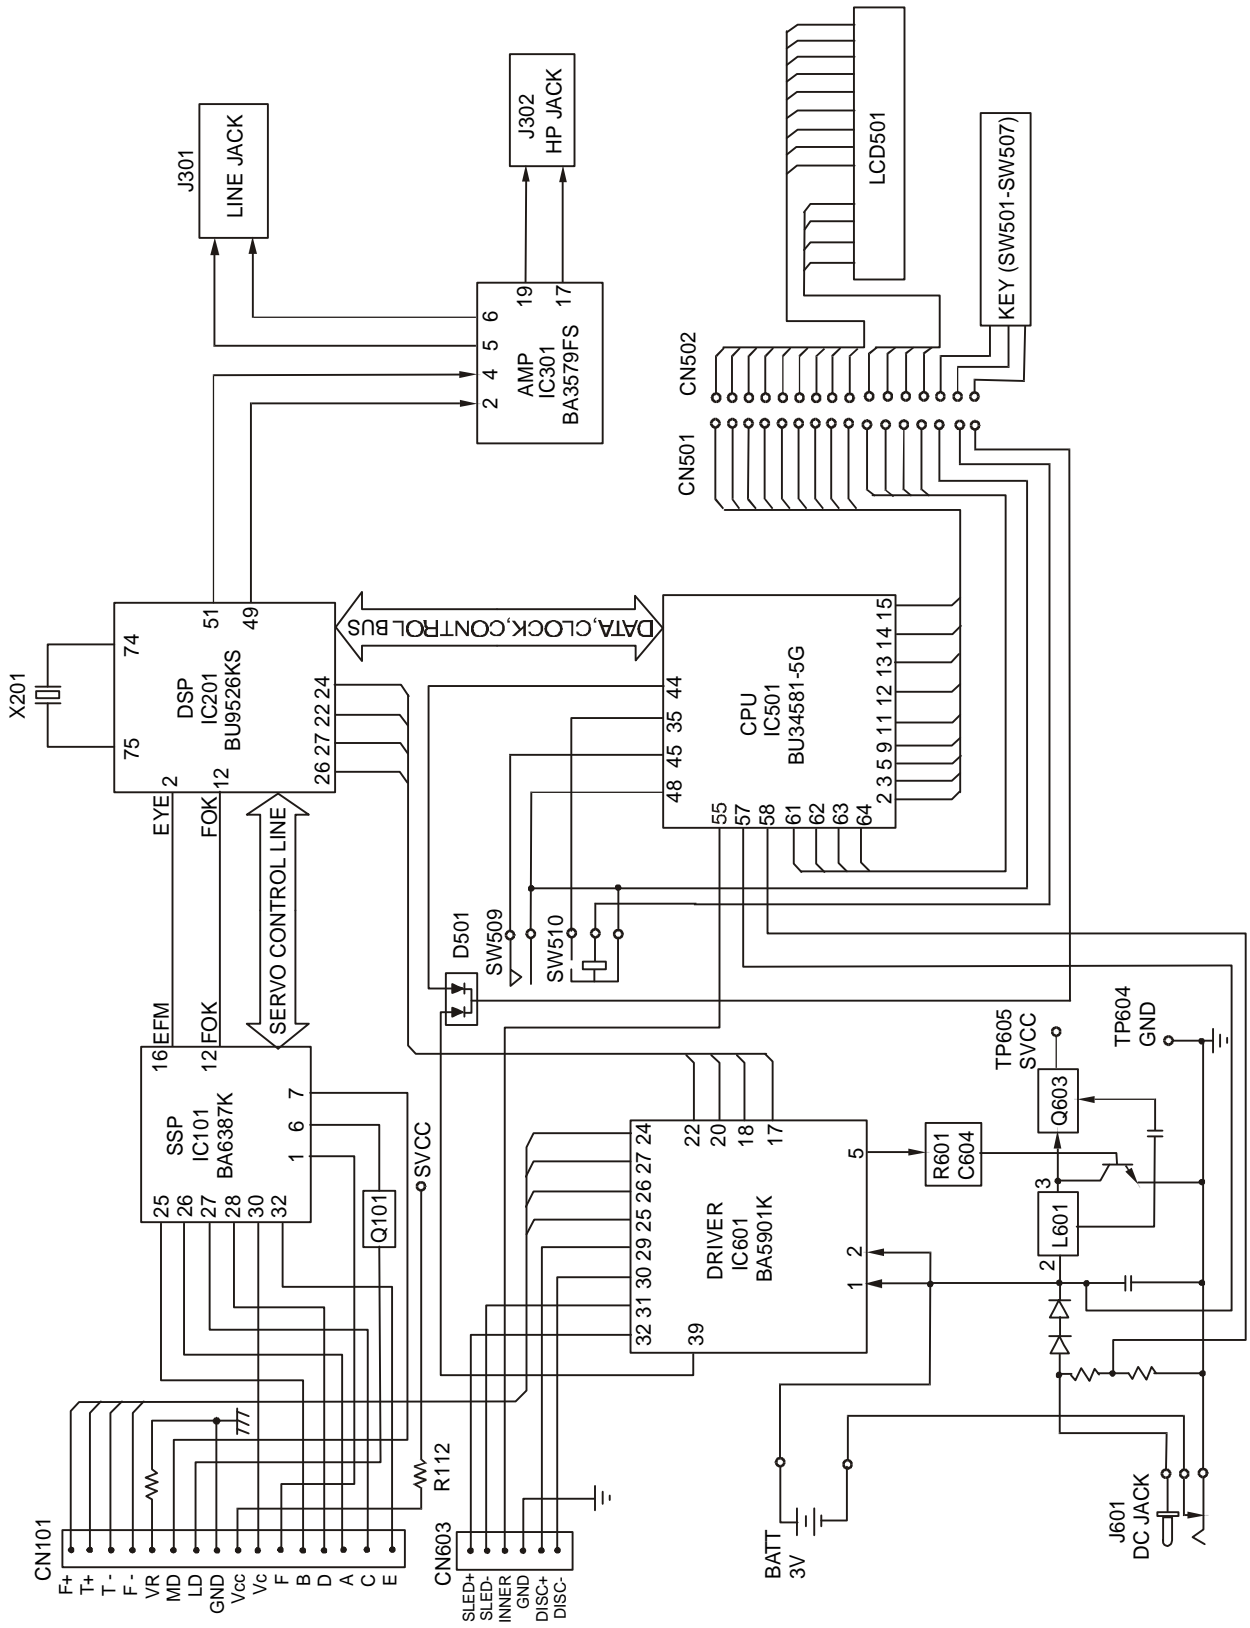 J301
LINE JACK
J302
HP JACK
6
5
4
2
19
17
AMP
IC301
BA3579FS
LCD501
KEY (SW501-SW507)
CN502
CN501
X201
74
75
51
49
DSP
IC201
BU9526KS
2
12
26
27
22
24
EYE
FOK
SERVO CONTROL LINE
DATA,CLOCK,CONTROL BUS
EFM
FOK
44
35
45
48
CPU
IC501
BU34581-5G
55
57
58
61
62
63
64
2
3
5
9
11
12
13
14
15
D501
SW509
SW510
16
12
SSP
IC101
BA6387K
25
26
27
28
30
32
1
6
7
Q101
SVCC
R112
22
20
18
17
24
27
26
25
29
30
31
32
39
DRIVER
IC601
BA5901K
5
2
1
R601
C604
TP605
SVCC
TP604
GND
Q603
3
L601
2
CN101
F+
T+
T -
F -
VR
MD
LD
GND
Vcc
Vc
F
B
D
A
C
E
CN603
SLED+
SLED-
INNER
GND
DISC+
DISC-
BATT
3V
J601
DC JACK